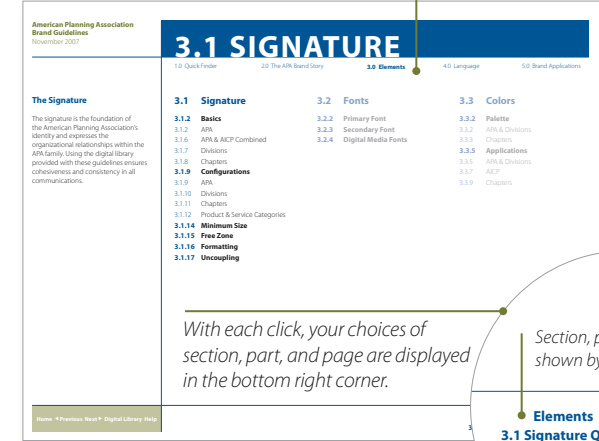 American Planning Association
Brand Guidelines
November 2007
3.1 SIGNATURE
1.0 Quick Finder 2.0 The APA Brand Story 3.0 Elements 4.0 Language 5.0 Brand Applications
The Signature
The signature is the foundation of
the American Planning Association's
identity and expresses the
organizational relationships within the
APA family. Using the digital library
provided with these guidelines ensures
cohesiveness and consistency in all
communications.
3.1 Signature
3.1.2 Basics
3.1.2 APA
3.1.6 APA & AICP Combined
3.1.7 Divisions
3.1.8 Chapters
3.1.9 Configurations
3.1.9 APA
3.1.10 Divisions
3.1.11 Chapters
3.1.12 Product & Service Categories
3.1.14 Minimum Size
3.1.15 Free Zone
3.1.16 Formatting
3.1.17 Uncoupling
3.2 Fonts
3.2.2 Primary Font
3.2.3 Secondary Font
3.2.4 Digital Media Fonts
3.3 Colors
3.3.2 Palette
3.3.2 APA & Divisions
3.3.3 Chapters
3.3.5 Applications
3.3.5 APA & Divisions
3.3.7 AICP
3.3.9 Chapters
With each click, your choices of
section, part, and page are displayed
in the bottom right corner.
Section, p
shown by
Elements
3.1 Signature Q
Home Previous Next Digital Library Help
3